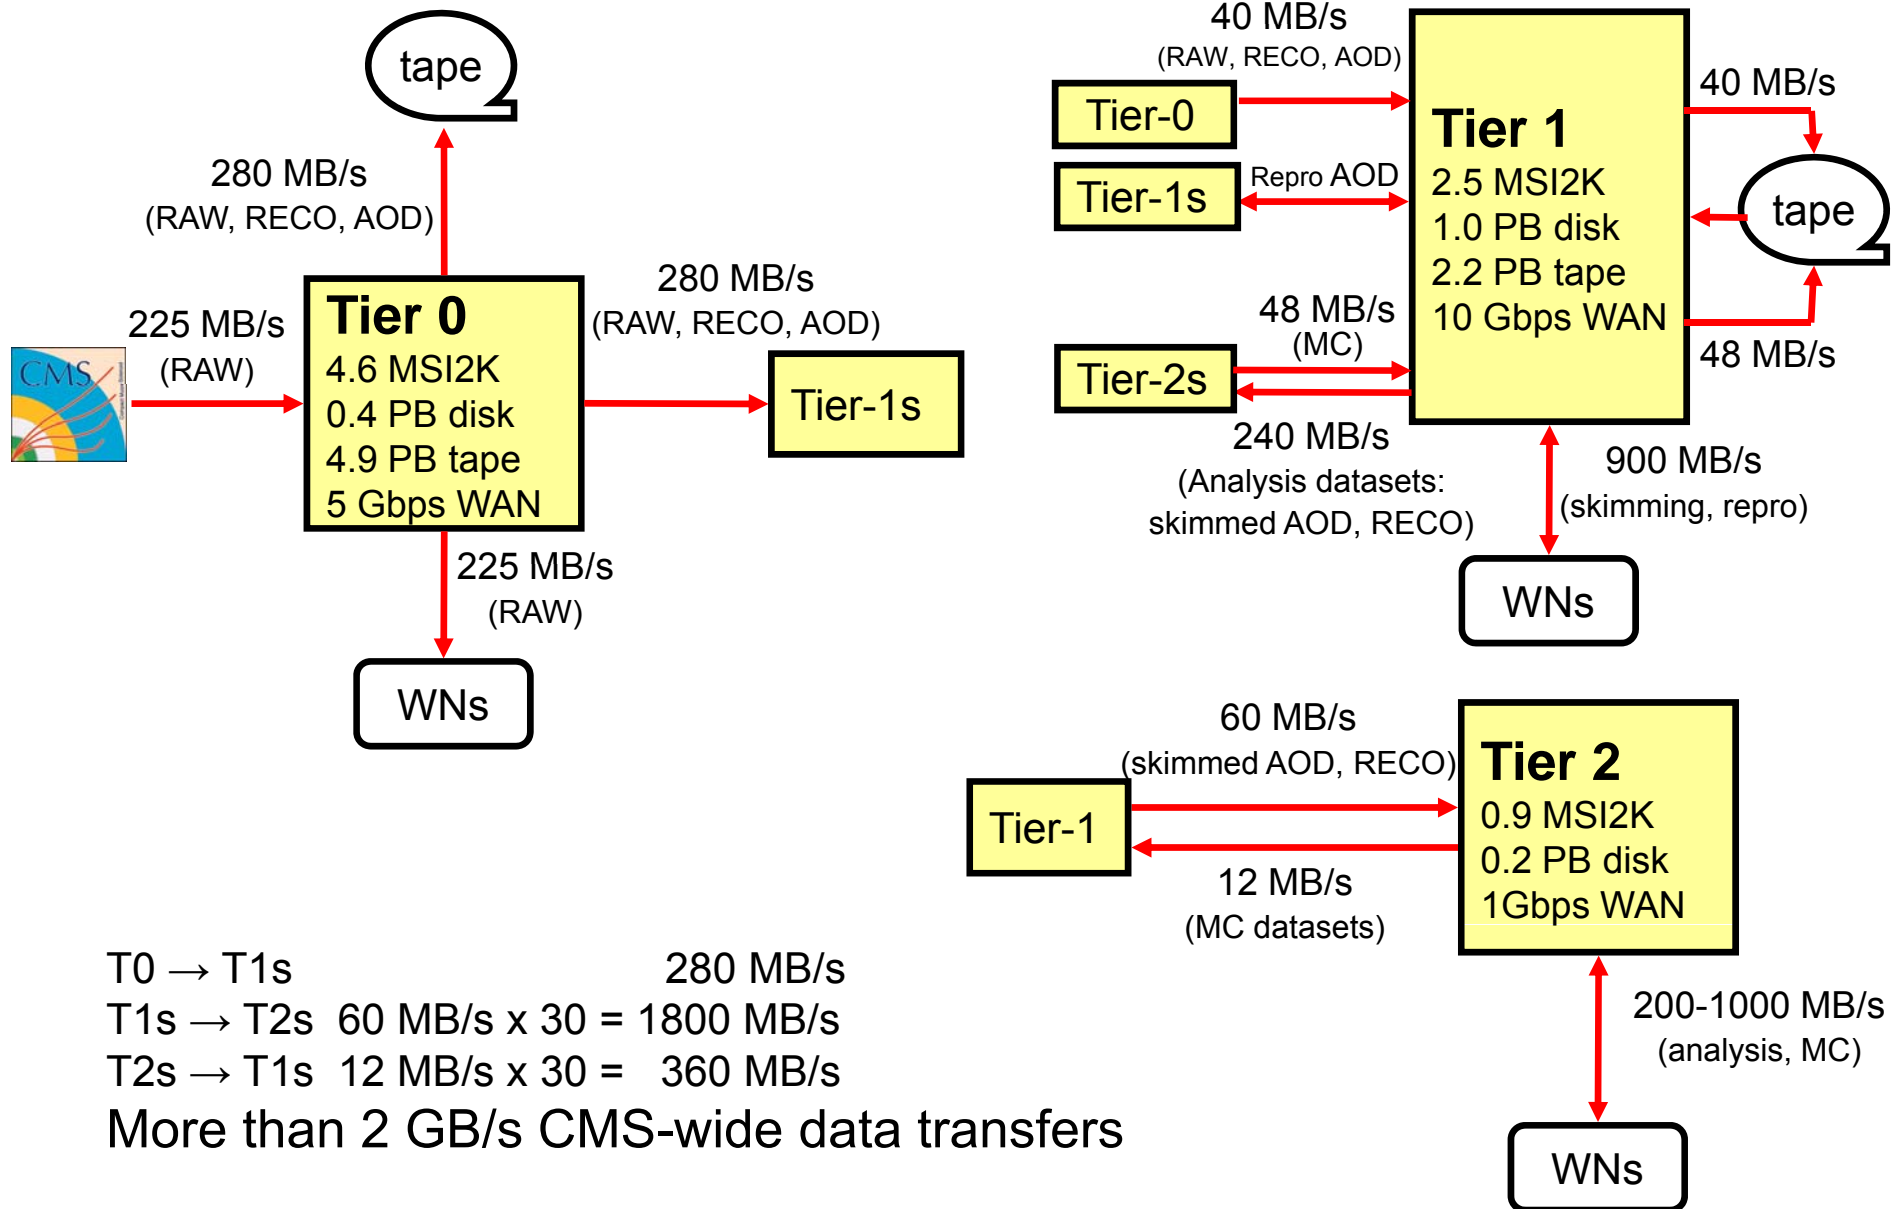 tape
280 MB/s
(RAW, RECO, AOD)
225 MB/s
(RAW)
CMS
Tier 0
4.6 MSI2K
0.4 PB disk
4.9 PB tape
5 Gbps WAN
280 MB/s
(RAW, RECO, AOD)
Tier-1s
225 MB/s
(RAW)
WNs
40 MB/s
(RAW, RECO, AOD)
Tier-0
Repro AOD
Tier-1s
48 MB/s
(MC)
Tier-2s
240 MB/s
(Analysis datasets:
skimmed AOD, RECO)
Tier 1
2.5 MSI2K
1.0 PB disk
2.2 PB tape
10 Gbps WAN
40 MB/s
tape
48 MB/s
900 MB/s
(skimming, repro)
WNs
60 MB/s
(skimmed AOD, RECO)
Tier-1
12 MB/s
(MC datasets)
Tier 2
0.9 MSI2K
0.2 PB disk
1Gbps WAN
200-1000 MB/s
(analysis, MC)
WNs
T0 → T1s 280 MB/s
T1s → T2s 60 MB/s x 30 = 1800 MB/s
T2s → T1s 12 MB/s x 30 = 360 MB/s
More than 2 GB/s CMS-wide data transfers